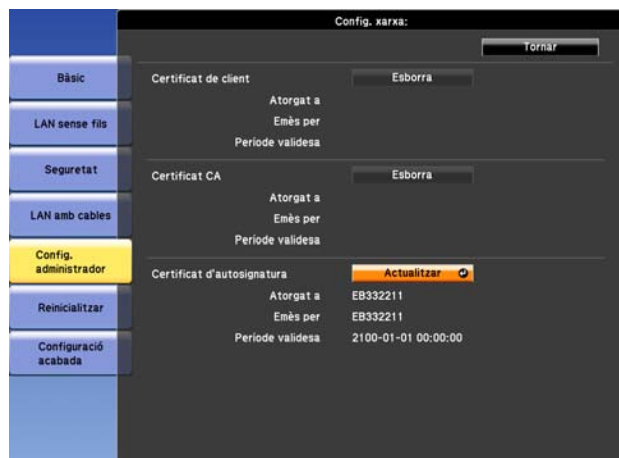 Config. xarxa:
Tornar
Bàsic
LAN sense fils
Seguretat
LAN amb cables
Config.
administrador
Reinicialitzar
Configuració
acabada
Certificat de client
Esborra
Atorgat a
Emès per
Període validesa
Certificat CA
Esborra
Atorgat a
Emès per
Període validesa
Certificat d'autosignatura
Actualitzar
Atorgat a
EB332211
Emès per
EB332211
Període validesa
2100-01-01 00:00:00